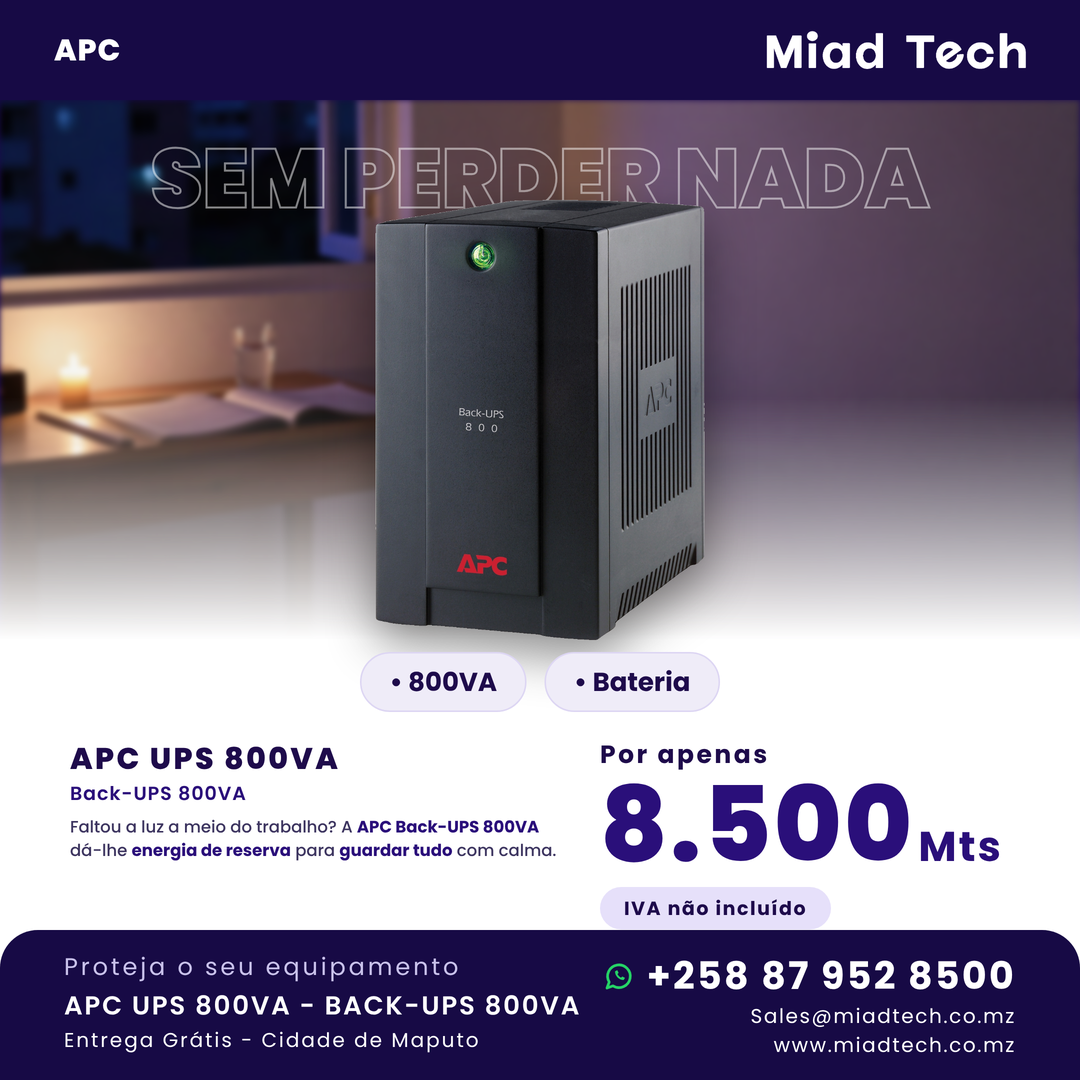 APC
Miad Tech
SEM PERDER NADA
Back-UPS
800
APC
APC
• 800VA
• Bateria
APC UPS 800VA
Back-UPS 800VA
Faltou a luz a meio do trabalho? A APC Back-UPS 800VA
dá-lhe energia de reserva para guardar tudo com calma.
Por apenas
8.500 Mts
IVA não incluído
Proteja o seu equipamento
APC UPS 800VA - BACK-UPS 800VA
Entrega Grátis - Cidade de Maputo
+258 87 952 8500
Sales@miadtech.co.mz
www.miadtech.co.mz